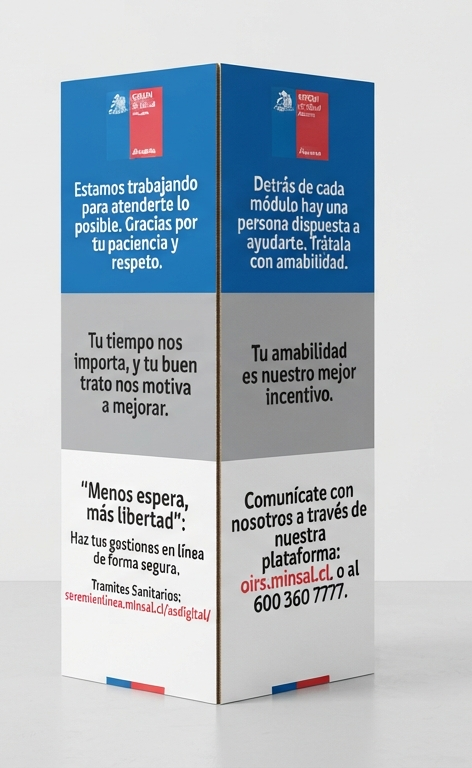 Estamos trabajando
para atenderte lo
posible. Gracias por
tu paciencia y
respeto.
Tu tiempo nos
importa, y tu buen
trato nos motiva
a mejorar.
“Menos espera,
más libertad”:
Haz tus gostiones en línea
de forma segura.
Tramites Sanitarios:
seremienlinea.minsal.cl/asdigital/
Detrás de cada
módulo hay una
persona dispuesta a
ayudarte. Trátala
con amabilidad.
Tu amabilidad
es nuestro mejor
incentivo.
Comunícate con
nosotros a través de
nuestra
plataforma:
oirs.minsal.cl. o al
600 360 7777.